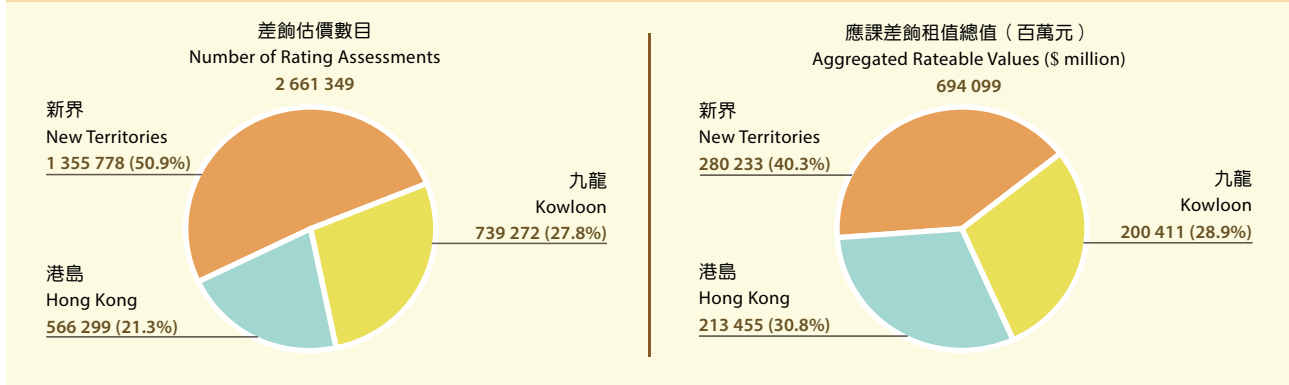 差餉估價數目
Number of Rating Assessments
2 661 349
新界
New Territories
1 355 778 (50.9%)
九龍
Kowloon
739 272 (27.8%)
港島
Hong Kong
566 299 (21.3%)
應課差餉租值總值（百萬元）
Aggregated Rateable Values ($ million)
694 099
新界
New Territories
280 233 (40.3%)
九龍
Kowloon
200 411 (28.9%)
港島
Hong Kong
213 455 (30.8%)